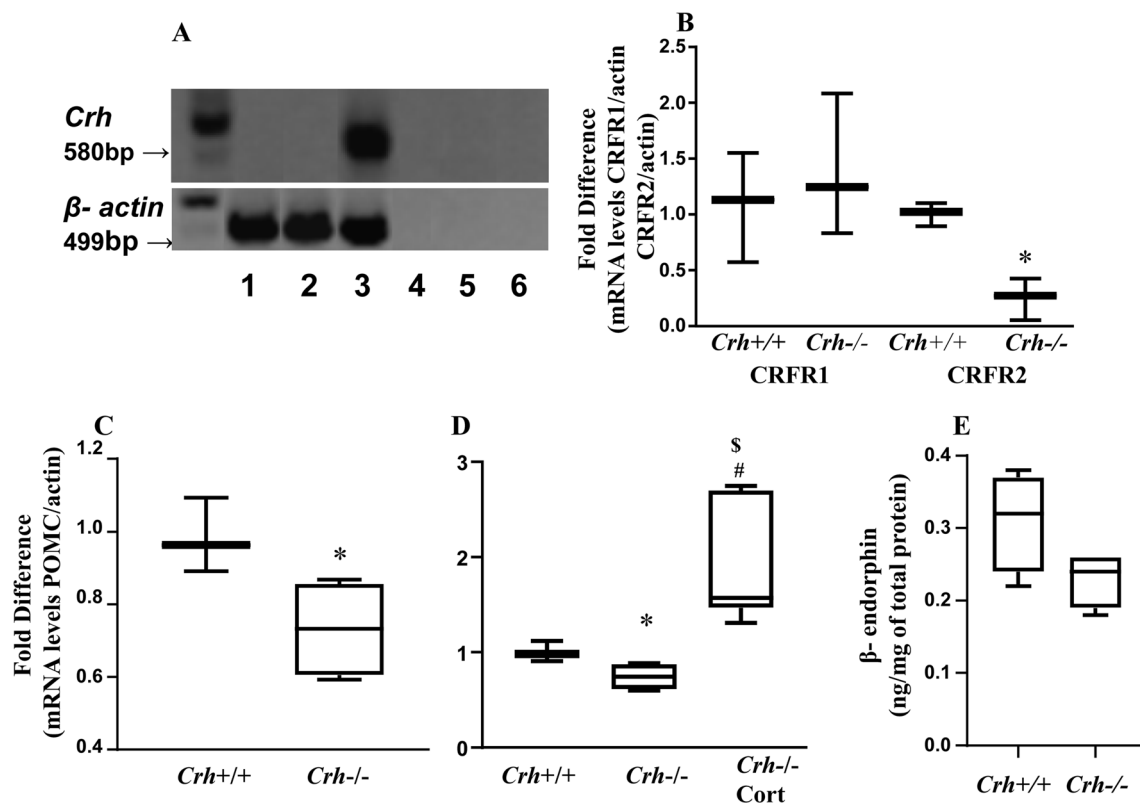 A
Crh
580bp →
β- actin
499bp →
1 2 3 4 5 6
B
Fold Difference
(mRNA levels CRFR1/actin
CRFR2/actin)
2.5
2.0
1.5
1.0
0.5
0.0
*
Crh+/+ Crh-/- Crh+/+ Crh-/-
CRFR1 CRFR2
C
Fold Difference
(mRNA levels POMC/actin)
1.2
1.0
0.8
0.6
0.4
*
Crh+/+ Crh-/-
D
3
2
1
0
*
$
#
Crh+/+ Crh-/- Crh-/-
Cort
E
β- endorphin
(ng/mg of total protein)
0.4
0.3
0.2
0.1
0.0
Crh+/+ Crh-/-